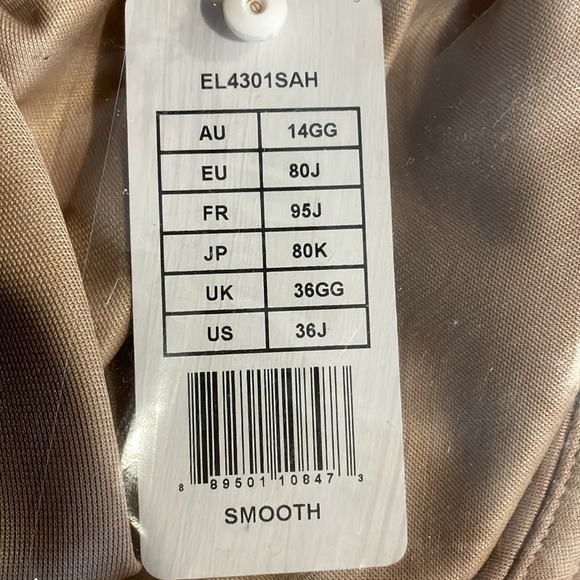 EL4301SAH
AU 14GG
EU 80J
FR 95J
JP 80K
UK 36GG
US 36J
8 89501 10847 3
SMOOTH